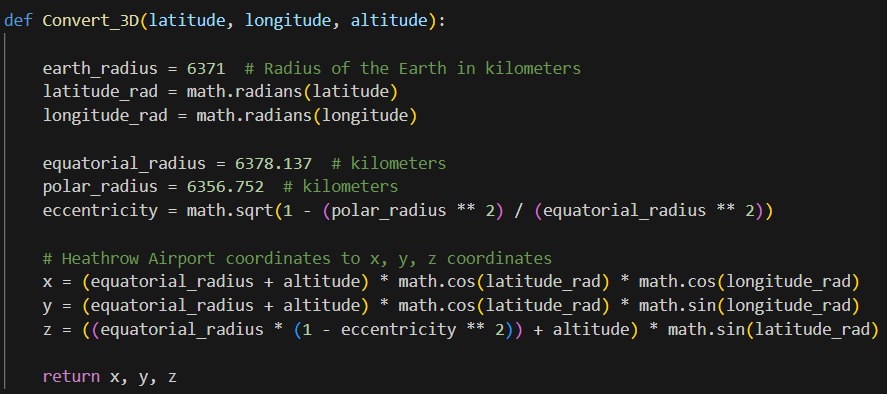 def Convert_3D(latitude, longitude, altitude):
earth_radius = 6371  # Radius of the Earth in kilometers
latitude_rad = math.radians(latitude)
longitude_rad = math.radians(longitude)
equatorial_radius = 6378.137  # kilometers
polar_radius = 6356.752  # kilometers
eccentricity = math.sqrt(1 - (polar_radius ** 2) / (equatorial_radius ** 2))
# Heathrow Airport coordinates to x, y, z coordinates
x = (equatorial_radius + altitude) * math.cos(latitude_rad) * math.cos(longitude_rad)
y = (equatorial_radius + altitude) * math.cos(latitude_rad) * math.sin(longitude_rad)
z = ((equatorial_radius * (1 - eccentricity ** 2)) + altitude) * math.sin(latitude_rad)
return x, y, z